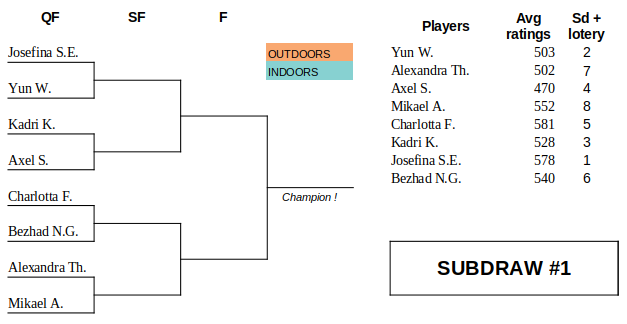 QF SF F
Josefina S.E.
Yun W.
Kadri K.
Axel S.
Charlotta F.
Bezhad N.G.
Alexandra Th.
Mikael A.
OUTDOORS
INDOORS
Champion !
Players Avg ratings Sd + lotery
Yun W. 503 2
Alexandra Th. 502 7
Axel S. 470 4
Mikael A. 552 8
Charlotta F. 581 5
Kadri K. 528 3
Josefina S.E. 578 1
Bezhad N.G. 540 6
SUBDRAW #1